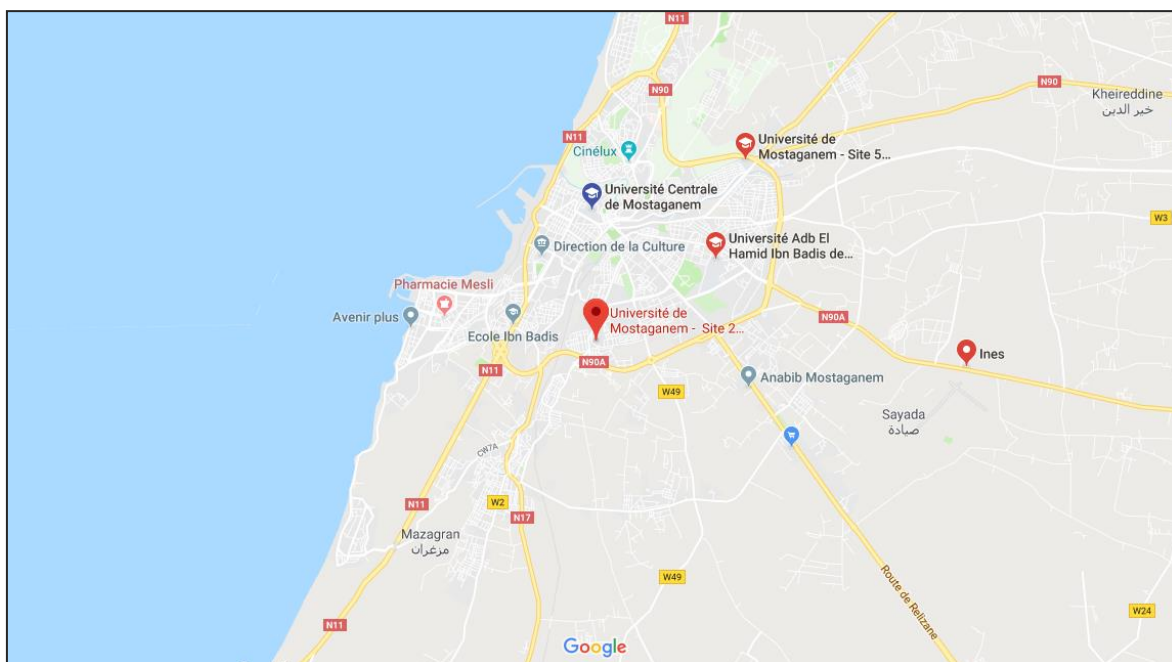 N11
N90
N90
Kheireddine
خير الدين
N11
Cinélux
Université de
Mostaganem - Site 5...
Université Centrale
de Mostaganem
W3
Université Adb El
Hamid Ibn Badis de...
Direction de la Culture
Pharmacie Mesli
Avenir plus
Université de
Mostaganem - Site 2...
N90A
Ecole Ibn Badis
Ines
N90A
N11
Anabib Mostaganem
W49
Sayada
صيادة
CW7A
W2
N11
N17
Mazagran
مزغران
W49
Route de Relizane
W24
N11
Google